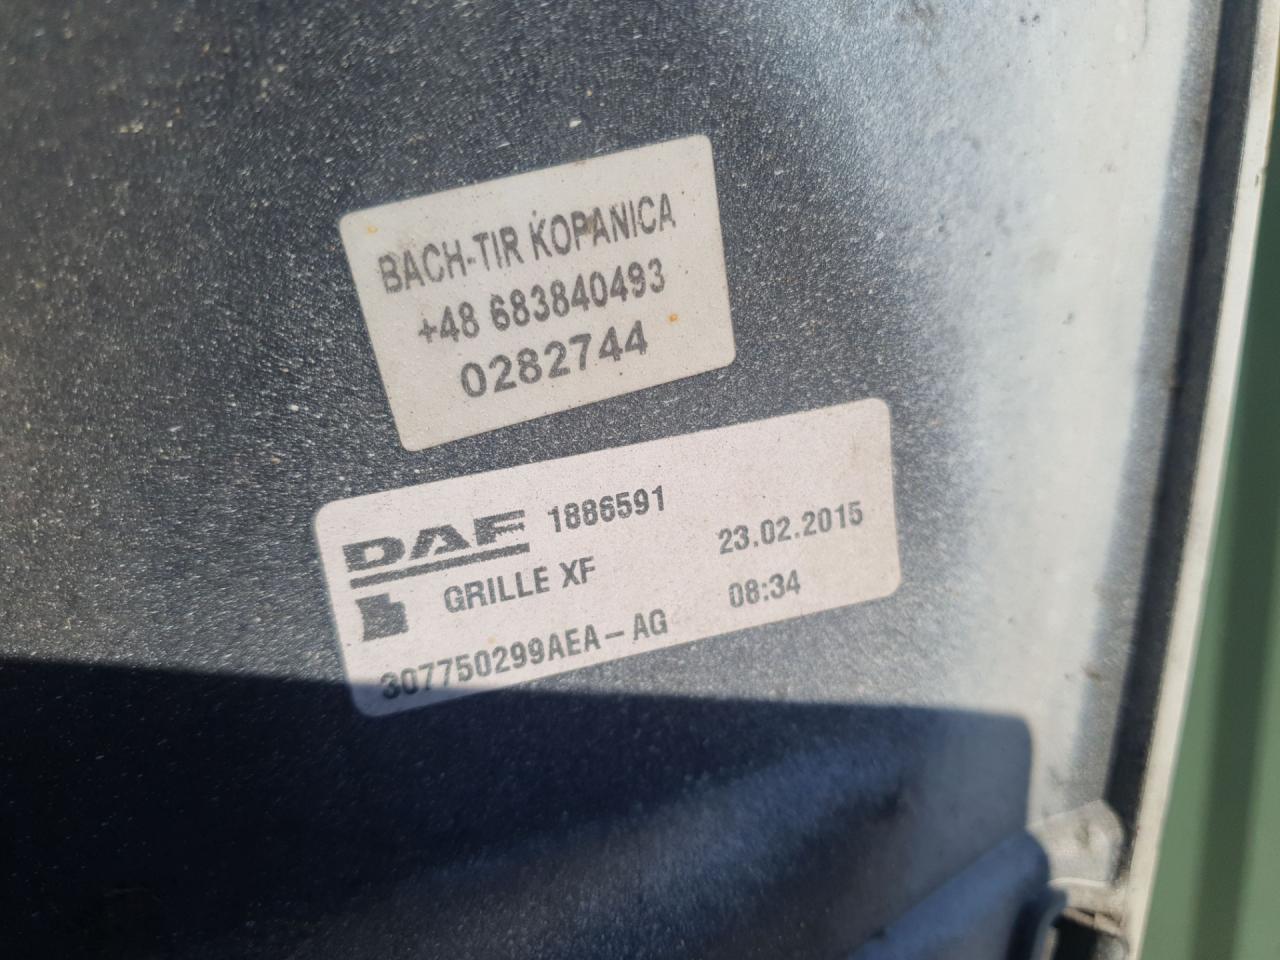 BACH-TIR KOPANICA
+48 683840493
0282744
DAF 1886591
23.02.2015
GRILLE XF
08:34
307750299AEA-AG